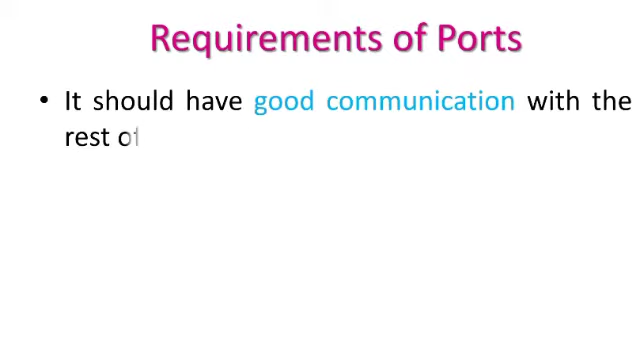 Requirements of Ports
• It should have good communication with the
rest of